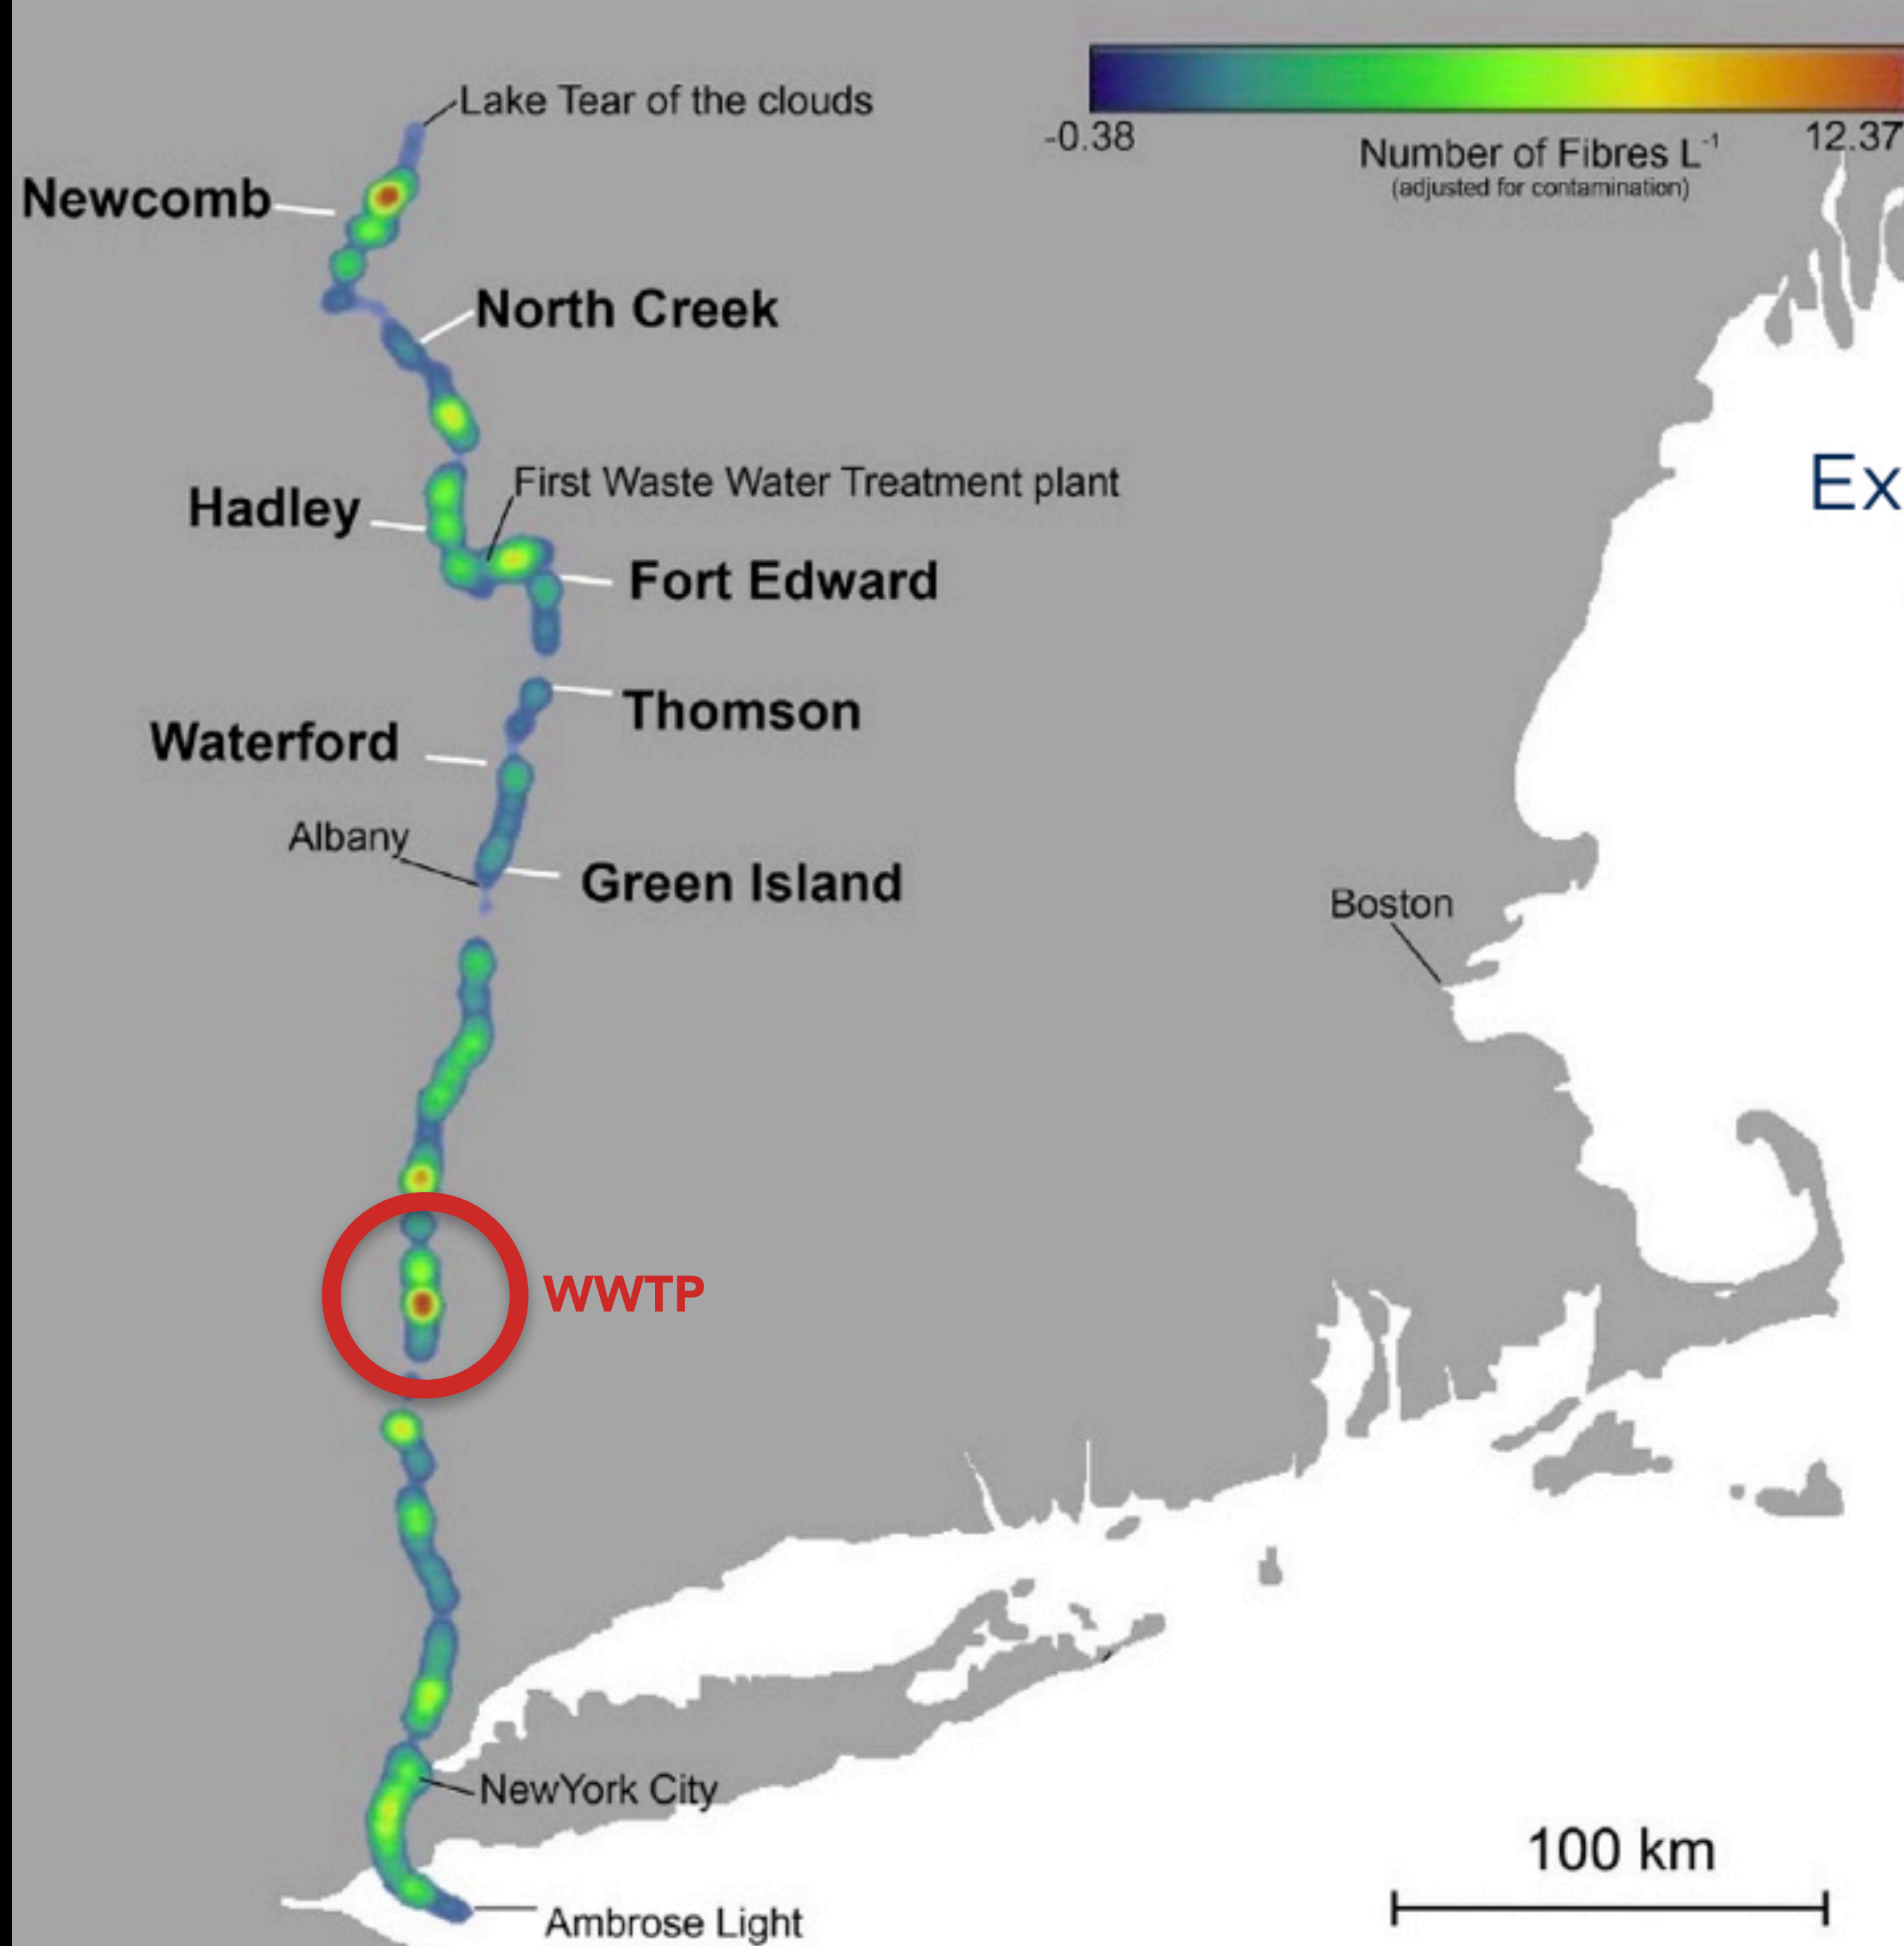 Lake Tear of the clouds
-0.38
12.37
Number of Fibres L⁻¹
(adjusted for contamination)
Newcomb
North Creek
Ex
First Waste Water Treatment plant
Hadley
Fort Edward
Thomson
Waterford
Albany
Green Island
Boston
WWTP
NewYork City
100 km
Ambrose Light